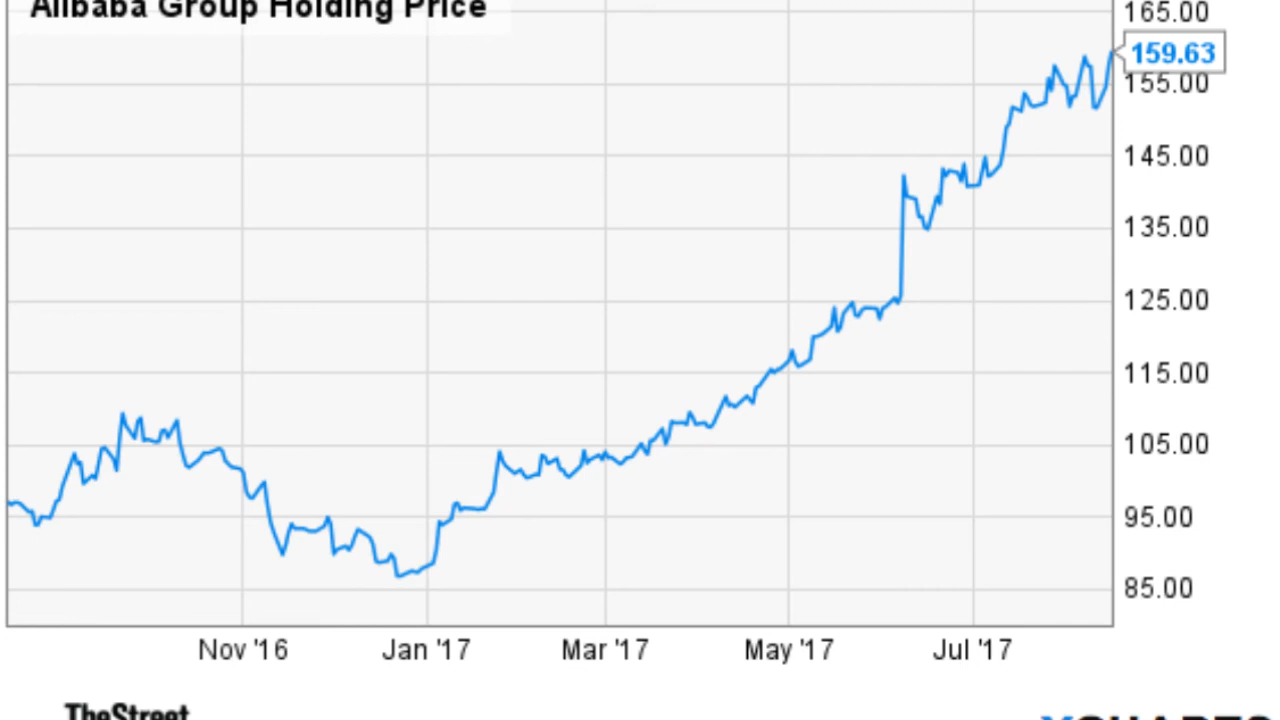 Alibaba Group Holding Price
165.00
159.63
155.00
145.00
135.00
125.00
115.00
105.00
95.00
85.00
Nov '16 Jan '17 Mar '17 May '17 Jul '17
TheStreet
YCHARTS